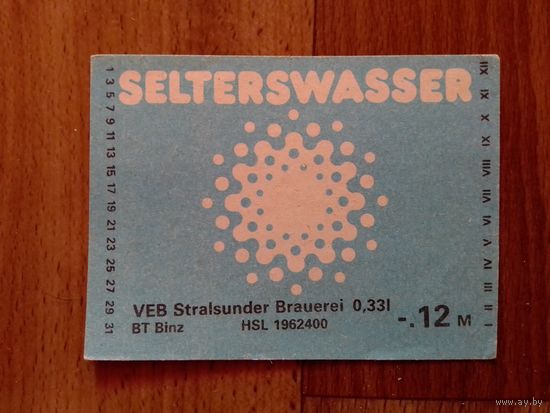 SELTERSWASSER
1 3 5 7 9 11 13 15 17 19 21 23 25 27 29 31
I II III IV V VI VII VIII IX X XI XII
VEB Stralsunder Brauerei 0,33l
BT Binz HSL 1962400
-.12 M
www.ay.by